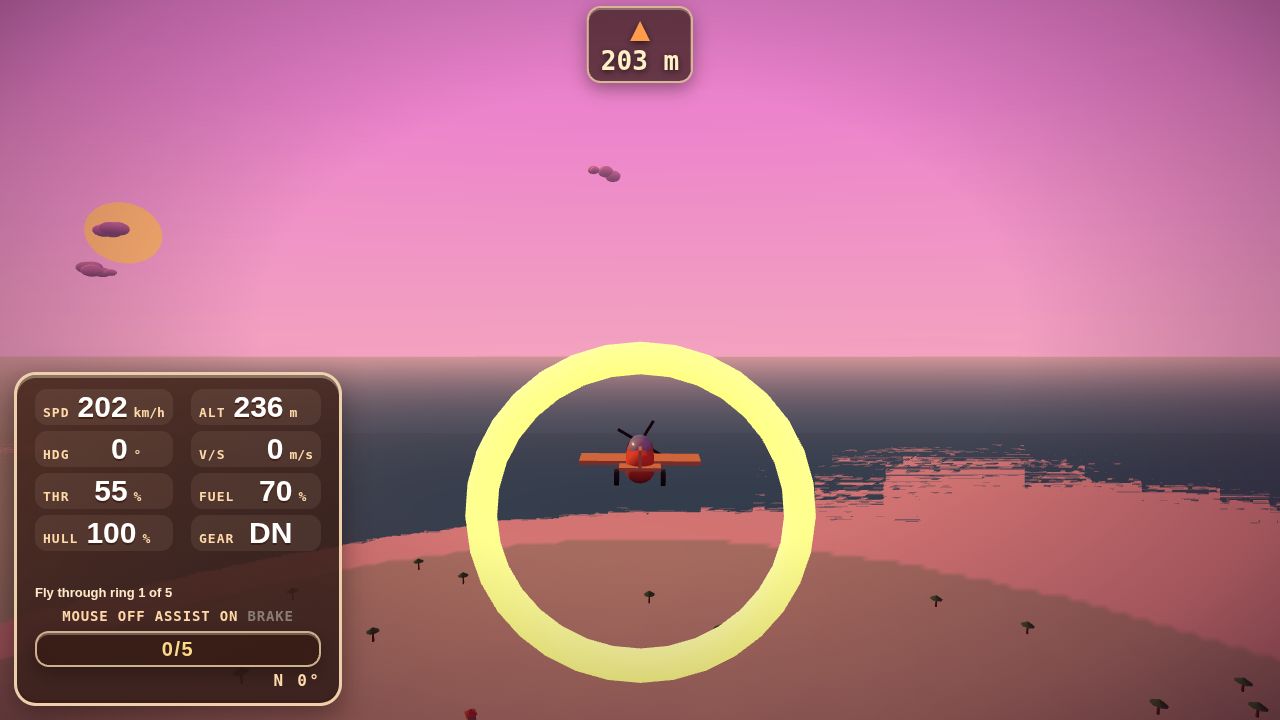 ▲
203 m
SPD 202 km/h ALT 236 m
HDG 0 ° V/S 0 m/s
THR 55 % FUEL 70 %
HULL 100 % GEAR DN
Fly through ring 1 of 5
MOUSE OFF ASSIST ON BRAKE
0/5
N 0°